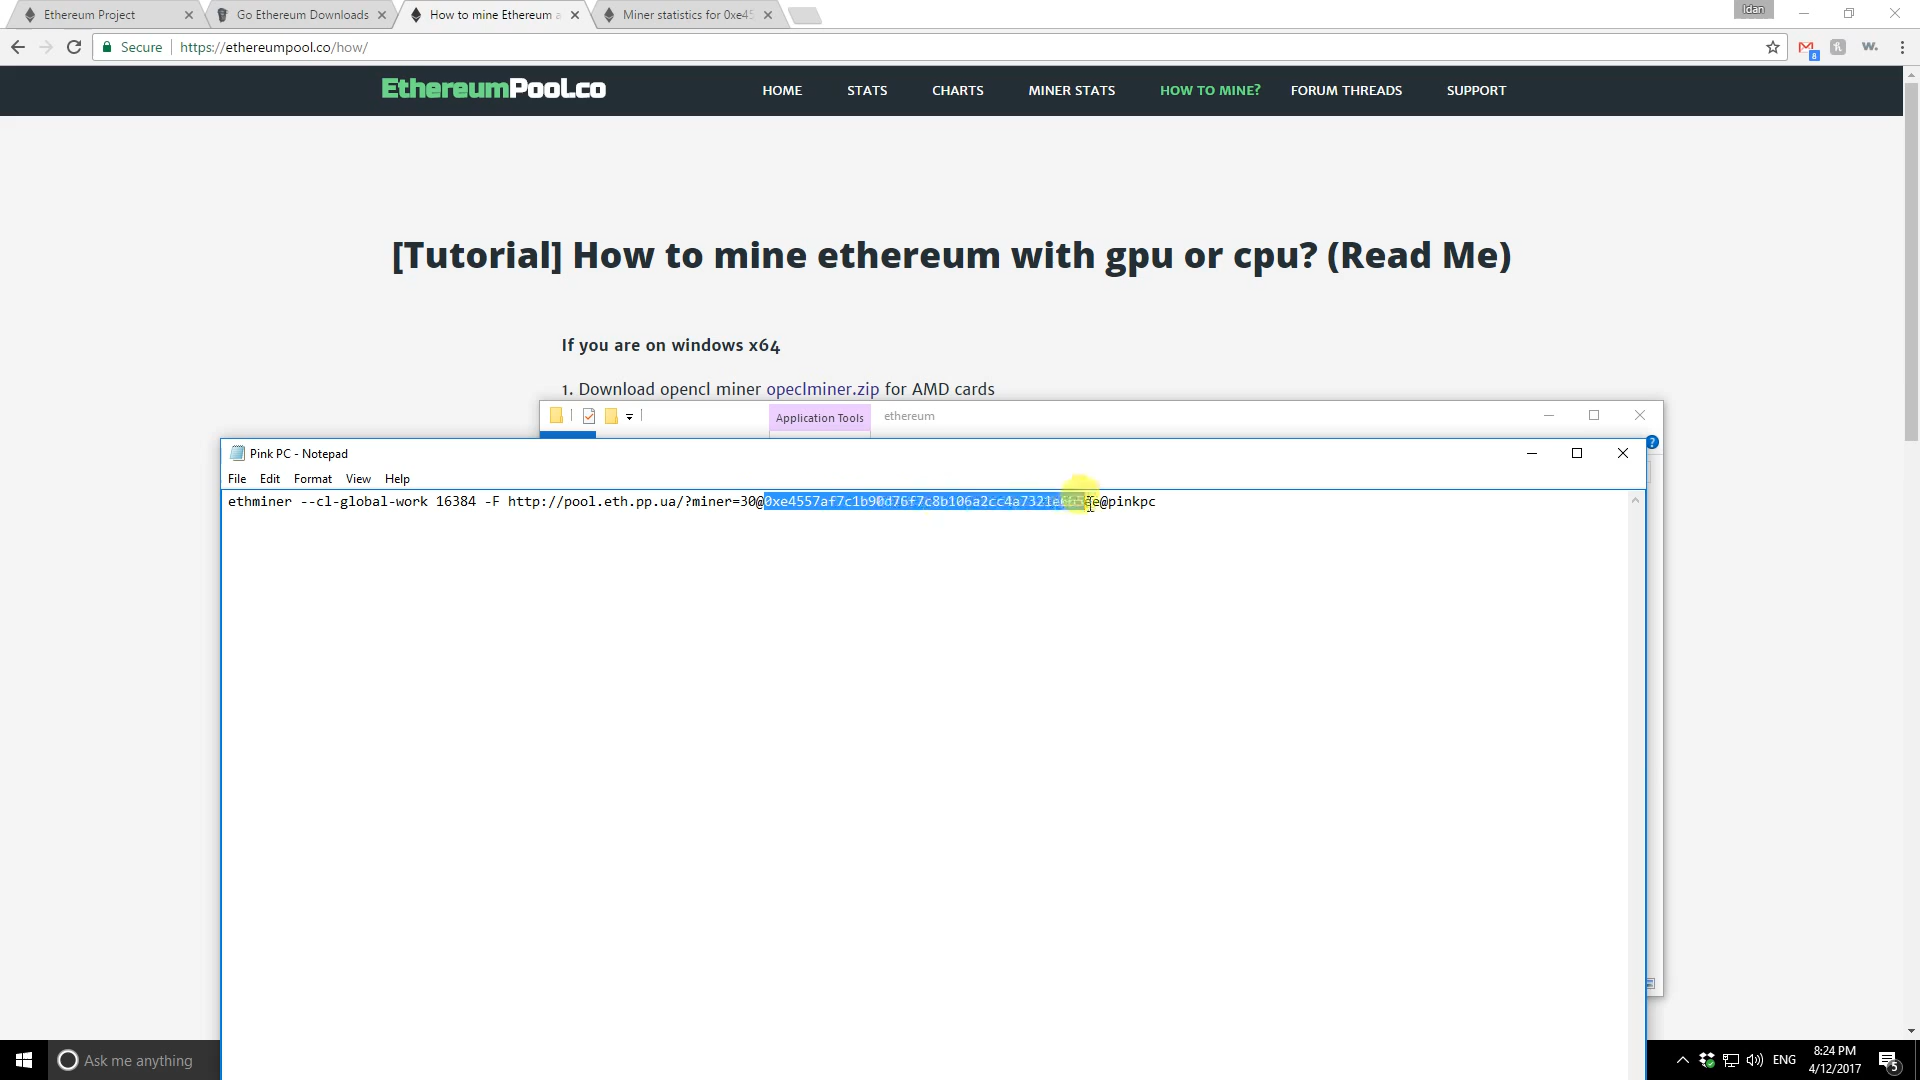 Ethereum Project
Go Ethereum Downloads
How to mine Ethereum a
Miner statistics for 0xe45
Idan
Secure
https://ethereumpool.co/how/
8
W.
EthereumPool.co
HOME
STATS
CHARTS
MINER STATS
HOW TO MINE?
FORUM THREADS
SUPPORT
[Tutorial] How to mine ethereum with gpu or cpu? (Read Me)
If you are on windows x64
1. Download opencl miner opeclminer.zip for AMD cards
Application Tools
ethereum
Pink PC - Notepad
File
Edit
Format
View
Help
ethminer --cl-global-work 16384 -F http://pool.eth.pp.ua/?miner=30@
@pinkpc
Ask me anything
ENG
8:24 PM
4/12/2017
5